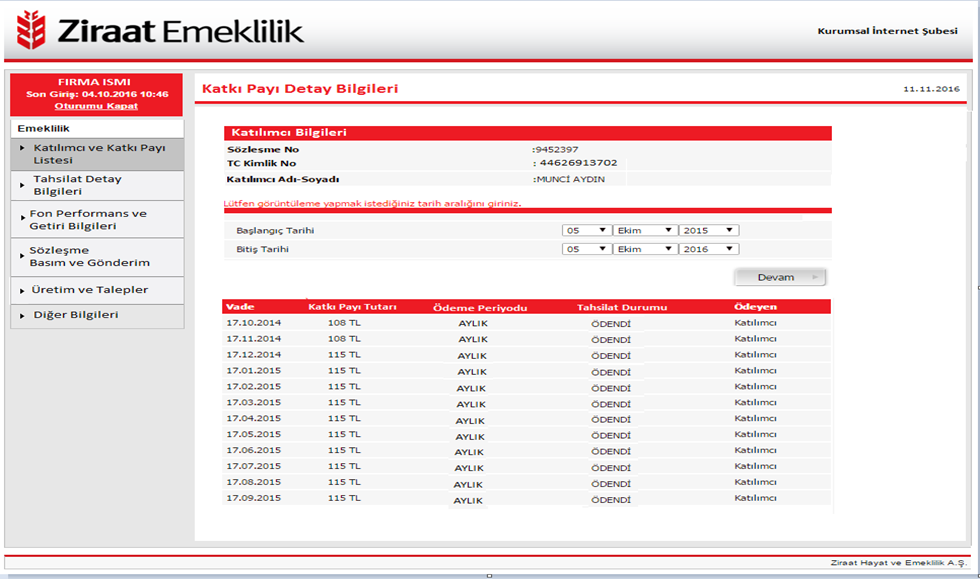 Ziraat Emeklilik
Kurumsal İnternet Şubesi
FIRMA ISMI
Son Giriş: 04.10.2016 10:46
Oturumu Kapat
Emeklilik
Katılımcı ve Katkı Payı
Listesi
Tahsilat Detay
Bilgileri
Fon Performans ve
Getiri Bilgileri
Sözleşme
Basım ve Gönderim
Üretim ve Talepler
Diğer Bilgileri
Katkı Payı Detay Bilgileri
11.11.2016
Katılımcı Bilgileri
Sözleşme No :9452397
TC Kimlik No : 44626913702
Katılımcı Adı-Soyadı :MUNCİ AYDIN
Lütfen görüntüleme yapmak istediğiniz tarih aralığını giriniz.
Başlangıç Tarihi 05 Ekim 2015
Bitiş Tarihi 05 Ekim 2016
Devam
Vade Katkı Payı Tutarı Ödeme Periyodu Tahsilat Durumu Ödeyen
17.10.2014 108 TL AYLIK ÖDENDİ Katılımcı
17.11.2014 108 TL AYLIK ÖDENDİ Katılımcı
17.12.2014 115 TL AYLIK ÖDENDİ Katılımcı
17.01.2015 115 TL AYLIK ÖDENDİ Katılımcı
17.02.2015 115 TL AYLIK ÖDENDİ Katılımcı
17.03.2015 115 TL AYLIK ÖDENDİ Katılımcı
17.04.2015 115 TL AYLIK ÖDENDİ Katılımcı
17.05.2015 115 TL AYLIK ÖDENDİ Katılımcı
17.06.2015 115 TL AYLIK ÖDENDİ Katılımcı
17.07.2015 115 TL AYLIK ÖDENDİ Katılımcı
17.08.2015 115 TL AYLIK ÖDENDİ Katılımcı
17.09.2015 115 TL AYLIK ÖDENDİ Katılımcı
Ziraat Hayat ve Emeklilik A.Ş.